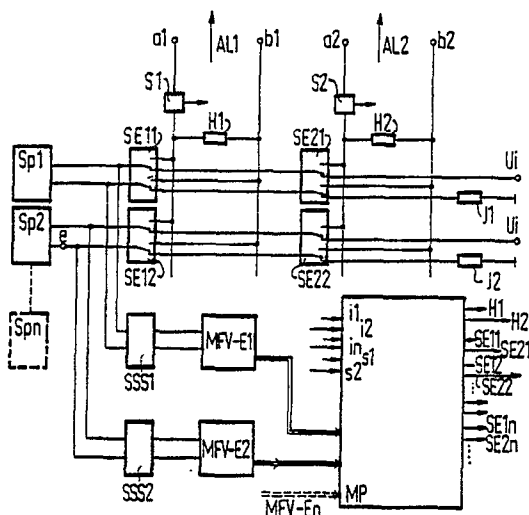 a1 AL1 b1 a2 AL2 b2
S1 S2
H1 H2
SE11 SE21
Sp1 Ui
J1
Sp2 Ui
e
SE12 SE22 J2
Spn
SSS1 MFV-E1
i1 H1
i2 H2
in SE11
s1 SE21
s2 SE12
SE22
SSS2 MFV-E2
SE1n
SE2n
MFV-En MP